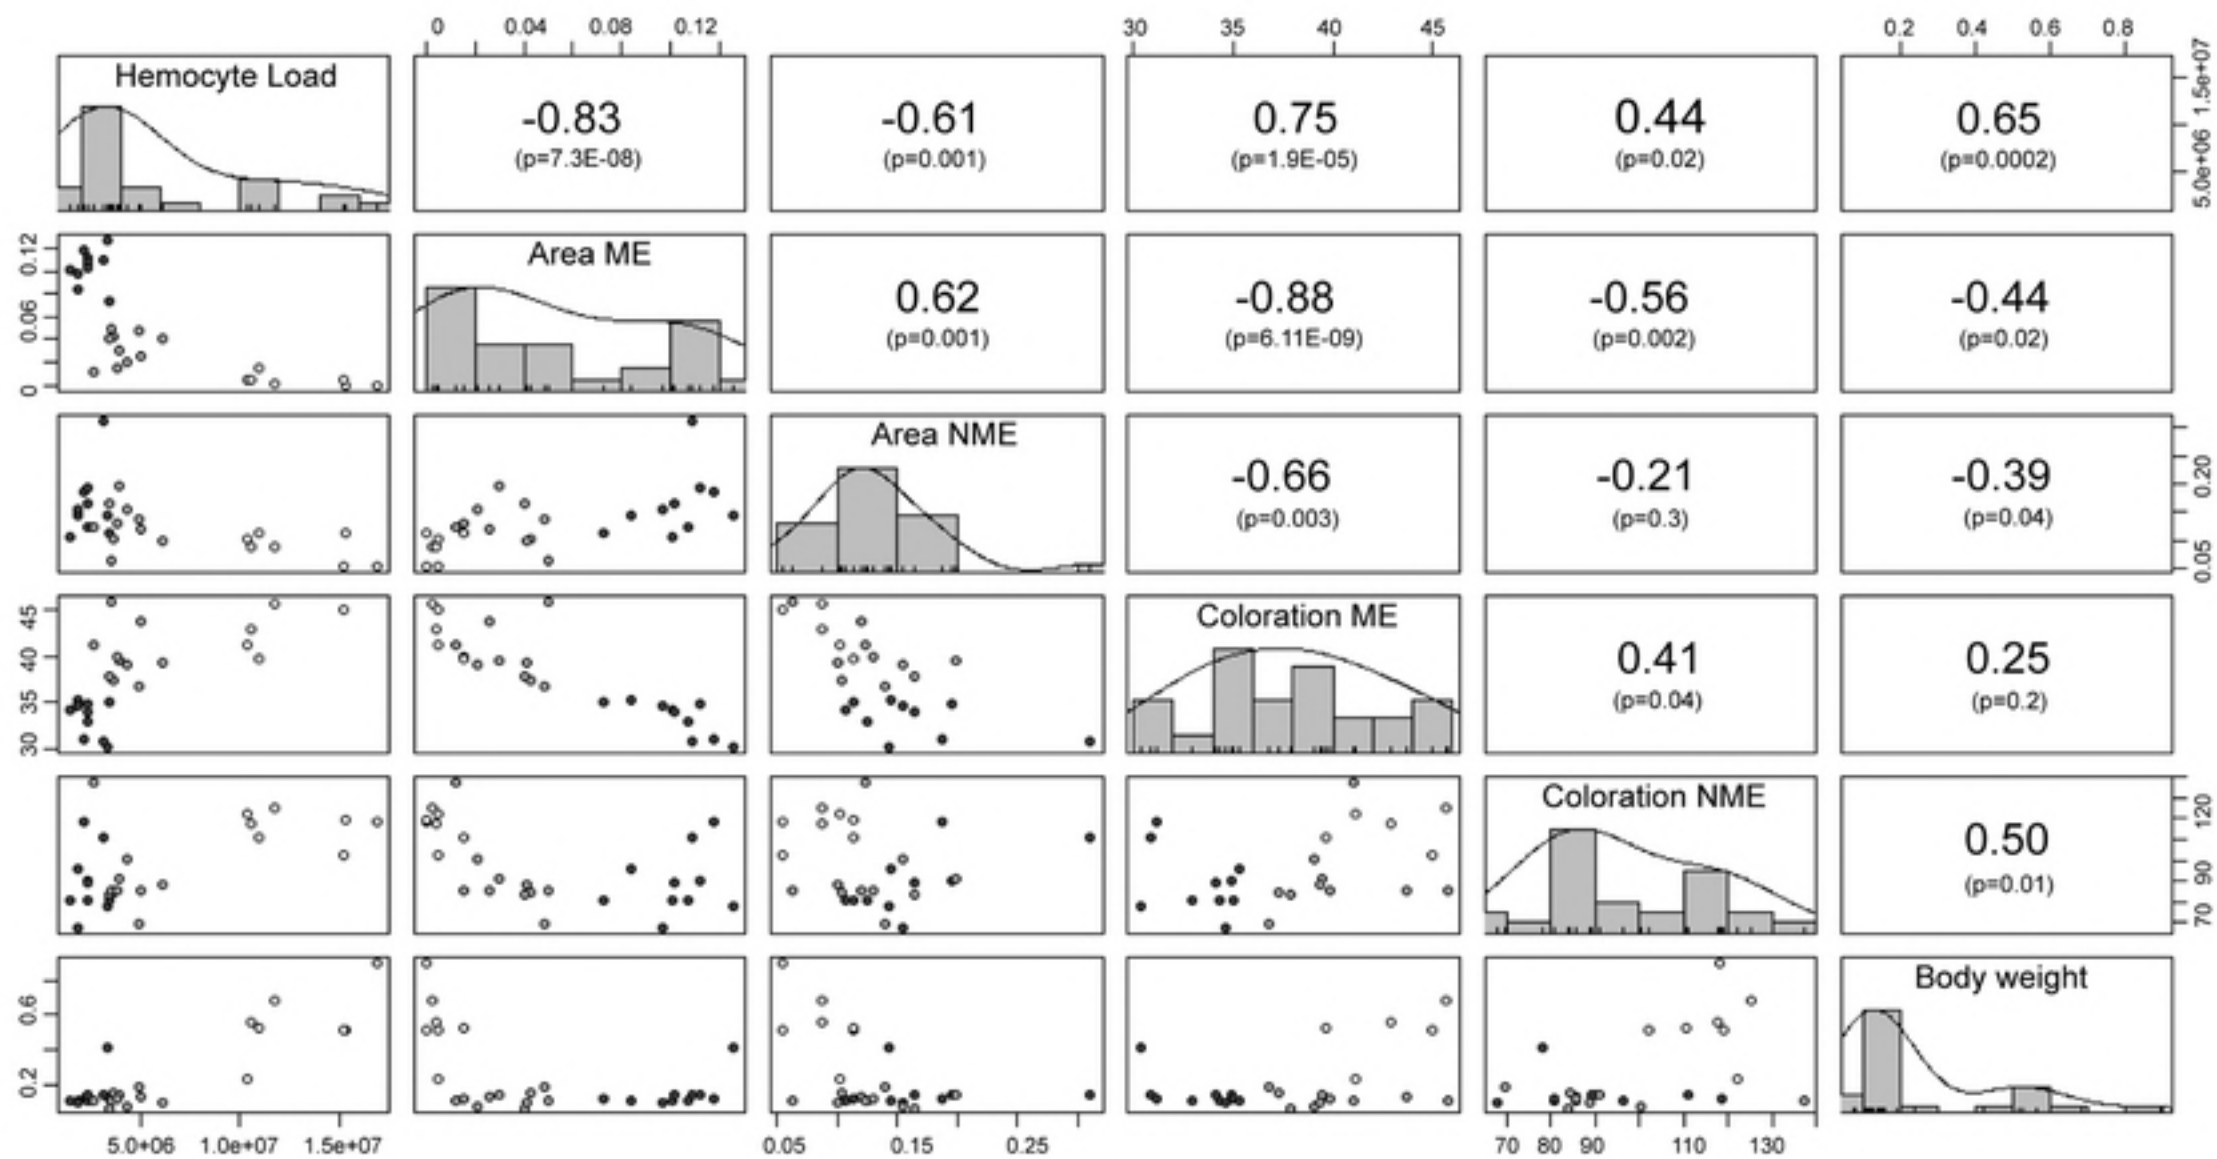 0 0.04 0.08 0.12 30 35 40 45 0.2 0.4 0.6 0.8
Hemocyte Load -0.83 -0.61 0.75 0.44 0.65
(p=7.3E-08) (p=0.001) (p=1.9E-05) (p=0.02) (p=0.0002)
5.0e+06 1.5e+07
0 0.06 0.12
Area ME 0.62 -0.88 -0.56 -0.44
(p=0.001) (p=6.11E-09) (p=0.002) (p=0.02)
Area NME -0.66 -0.21 -0.39
(p=0.003) (p=0.3) (p=0.04)
0.05 0.20
30 35 40 45
Coloration ME 0.41 0.25
(p=0.04) (p=0.2)
Coloration NME 0.50
(p=0.01)
70 90 120
0.2 0.6
Body weight
5.0+06 1.0e+07 1.5e+07 0.05 0.15 0.25 70 80 90 110 130